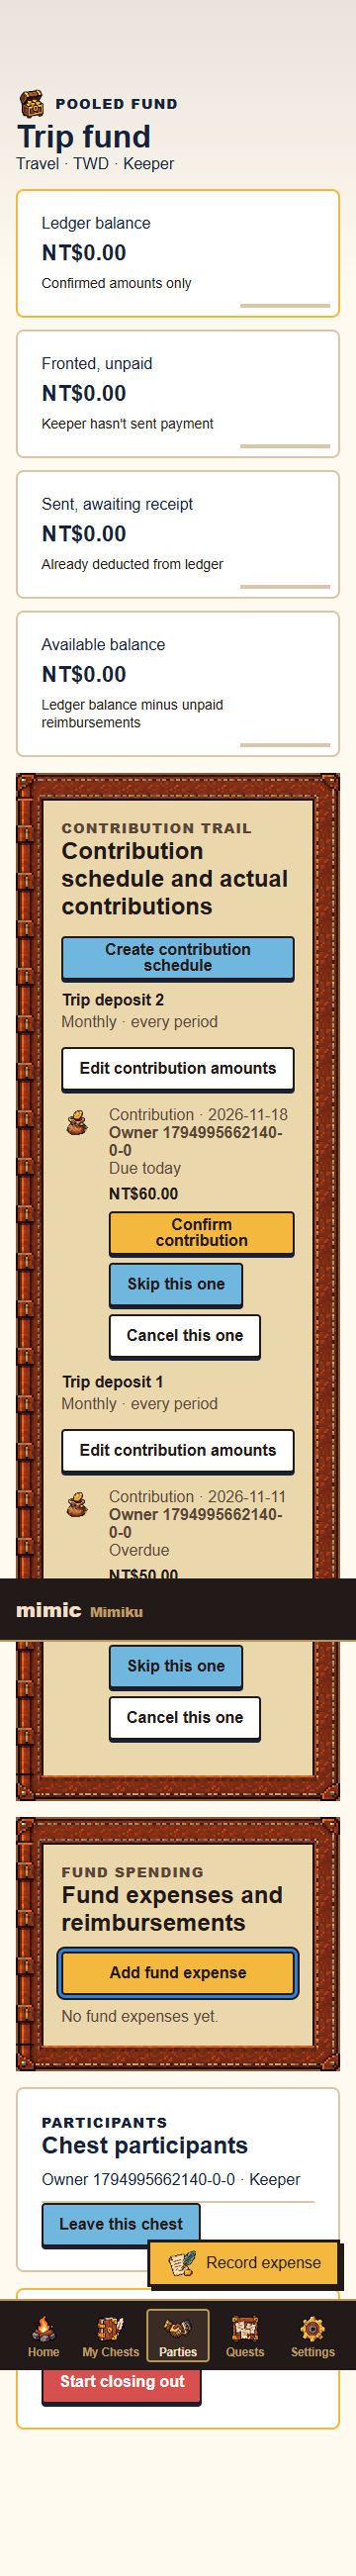 POOLED FUND
Trip fund
Travel · TWD · Keeper
Ledger balance
NT$0.00
Confirmed amounts only
Fronted, unpaid
NT$0.00
Keeper hasn't sent payment
Sent, awaiting receipt
NT$0.00
Already deducted from ledger
Available balance
NT$0.00
Ledger balance minus unpaid
reimbursements
CONTRIBUTION TRAIL
Contribution
schedule and actual
contributions
Create contribution
schedule
Trip deposit 2
Monthly · every period
Edit contribution amounts
Contribution · 2026-11-18
Owner 1794995662140-
0-0
Due today
NT$60.00
Confirm
contribution
Skip this one
Cancel this one
Trip deposit 1
Monthly · every period
Edit contribution amounts
Contribution · 2026-11-11
Owner 1794995662140-
0-0
Overdue
NT$50.00
mimic Mimiku
Skip this one
Cancel this one
FUND SPENDING
Fund expenses and
reimbursements
Add fund expense
No fund expenses yet.
PARTICIPANTS
Chest participants
Owner 1794995662140-0-0 · Keeper
Leave this chest
Record expense
Home My Chests Parties Quests Settings
Start closing out